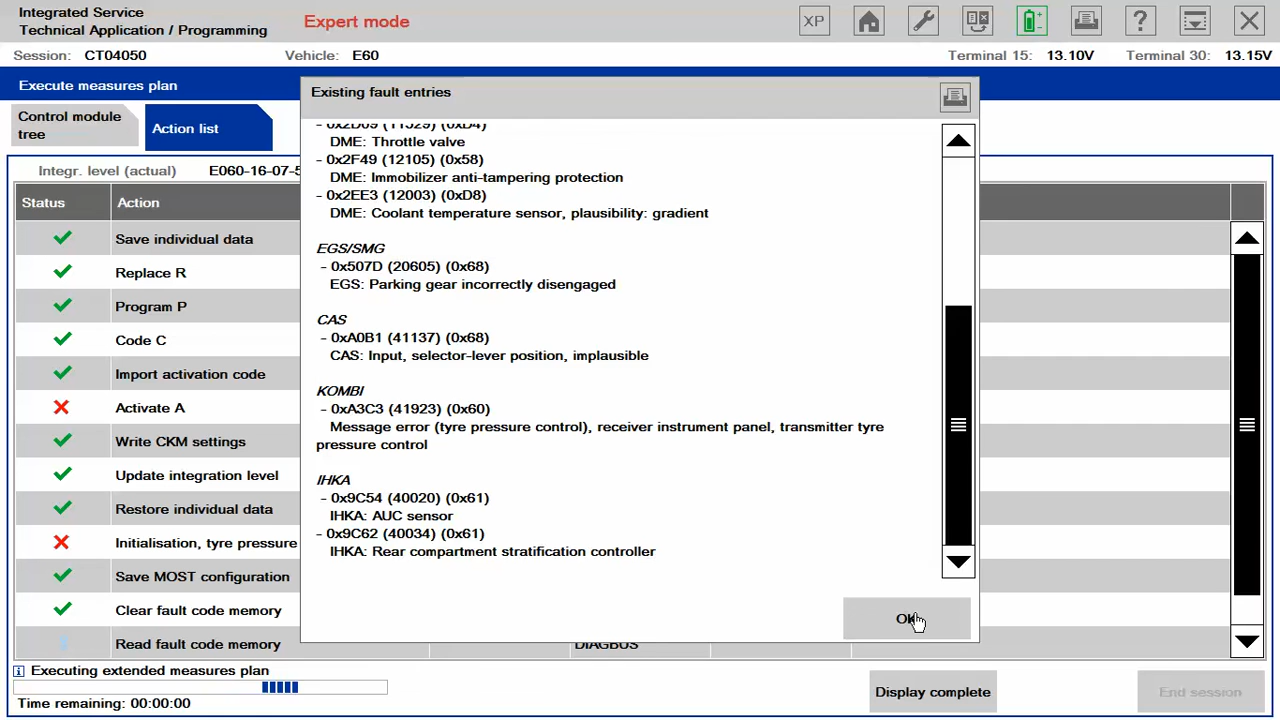 Integrated Service
Technical Application / Programming
Expert mode
XP
Session: CT04050
Vehicle: E60
Terminal 15: 13.10V
Terminal 30: 13.15V
Execute measures plan
Control module
tree
Action list
Integr. level (actual)
E060-16-07-5
Status
Action
Save individual data
Replace R
Program P
Code C
Import activation code
Activate A
Write CKM settings
Update integration level
Restore individual data
Initialisation, tyre pressure
Save MOST configuration
Clear fault code memory
Read fault code memory
DIAGBUS
Existing fault entries
- 0x2D09 (11529) (0xD4)
DME: Throttle valve
- 0x2F49 (12105) (0x58)
DME: Immobilizer anti-tampering protection
- 0x2EE3 (12003) (0xD8)
DME: Coolant temperature sensor, plausibility: gradient
EGS/SMG
- 0x507D (20605) (0x68)
EGS: Parking gear incorrectly disengaged
CAS
- 0xA0B1 (41137) (0x68)
CAS: Input, selector-lever position, implausible
KOMBI
- 0xA3C3 (41923) (0x60)
Message error (tyre pressure control), receiver instrument panel, transmitter tyre
pressure control
IHKA
- 0x9C54 (40020) (0x61)
IHKA: AUC sensor
- 0x9C62 (40034) (0x61)
IHKA: Rear compartment stratification controller
OK
Executing extended measures plan
Time remaining: 00:00:00
Display complete
End session